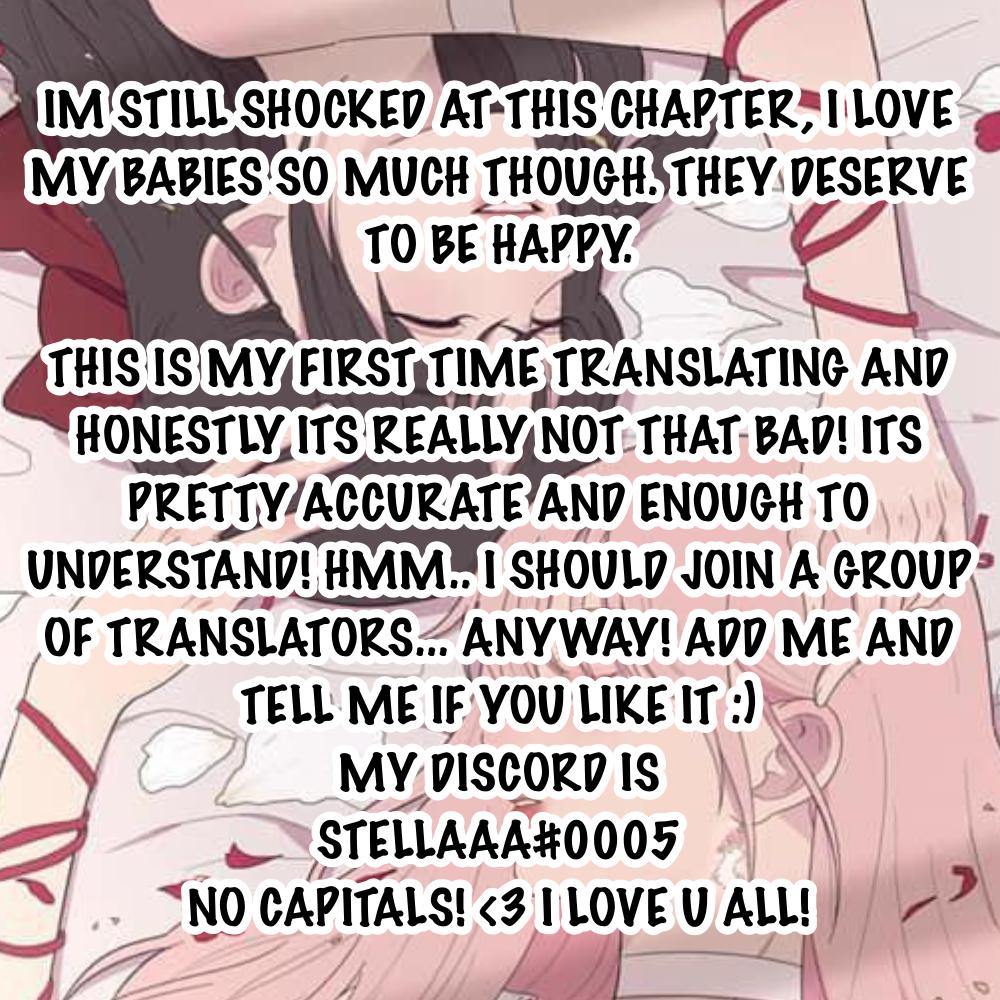 IM STILL SHOCKED AT THIS CHAPTER, I LOVE
MY BABIES SO MUCH THOUGH. THEY DESERVE
TO BE HAPPY.
THIS IS MY FIRST TIME TRANSLATING AND
HONESTLY ITS REALLY NOT THAT BAD! ITS
PRETTY ACCURATE AND ENOUGH TO
UNDERSTAND! HMM.. I SHOULD JOIN A GROUP
OF TRANSLATORS... ANYWAY! ADD ME AND
TELL ME IF YOU LIKE IT :)
MY DISCORD IS
STELLAAA#0005
NO CAPITALS! <3 I LOVE U ALL!